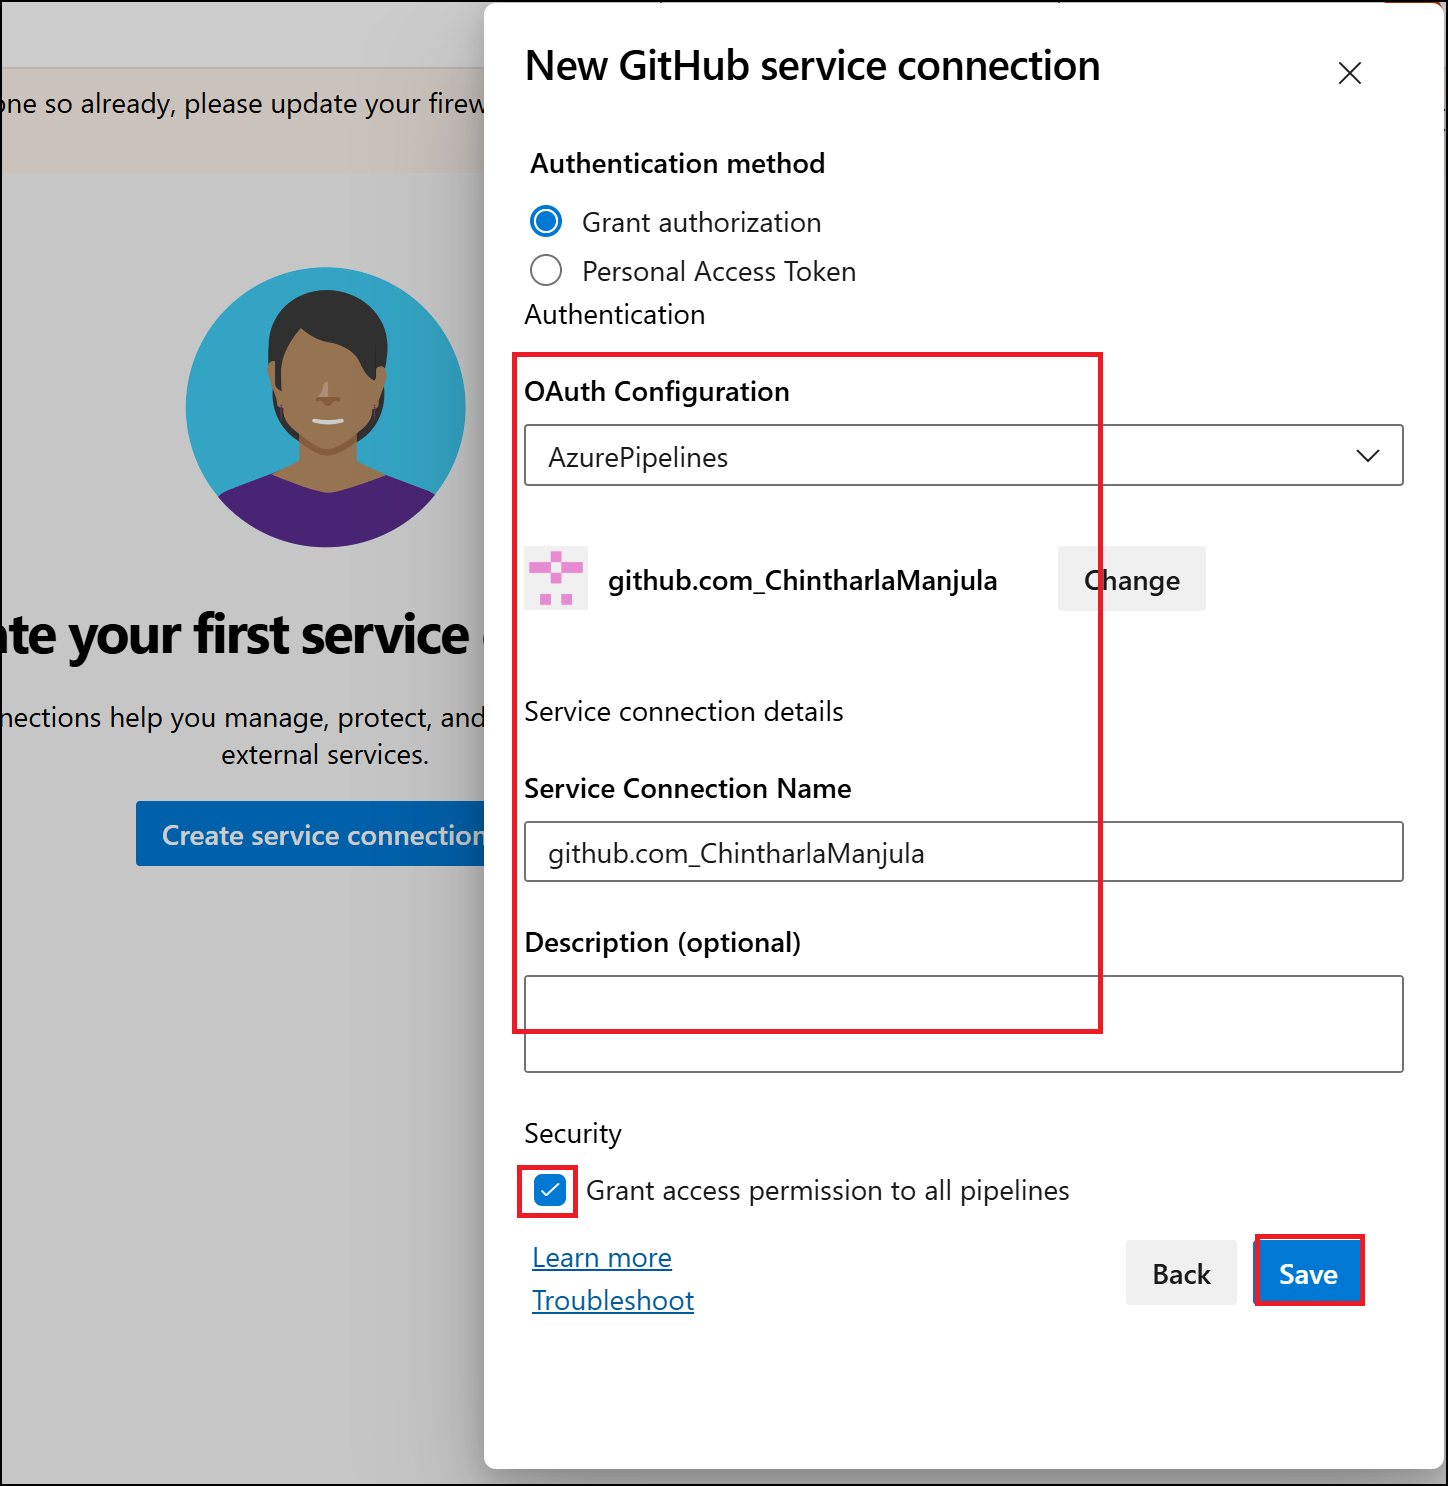 one so already, please update your firew
ate your first service
nections help you manage, protect, and
external services.
Create service connection
New GitHub service connection
Authentication method
Grant authorization
Personal Access Token
Authentication
OAuth Configuration
AzurePipelines
github.com_ChintharlaManjula
Change
Service connection details
Service Connection Name
github.com_ChintharlaManjula
Description (optional)
Security
Grant access permission to all pipelines
Learn more
Troubleshoot
Back
Save